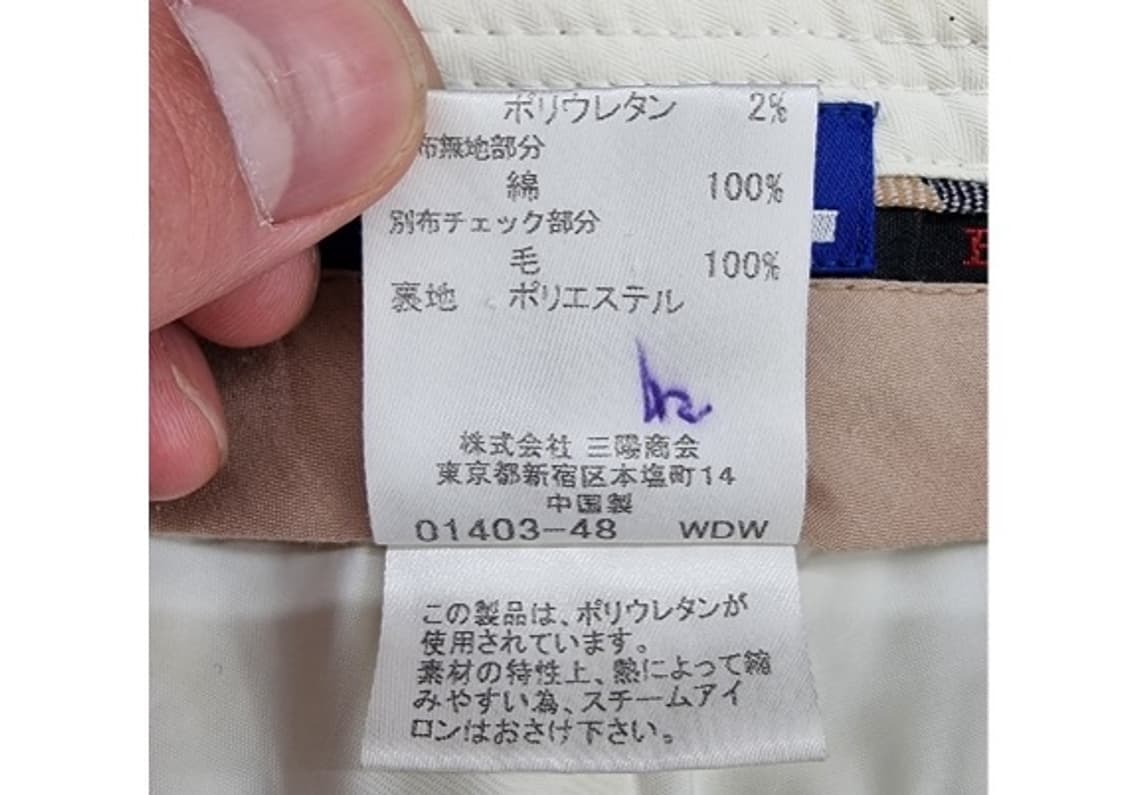 ポリウレタン 2%
布無地部分
綿 100%
別布チェック部分
毛 100%
裏地 ポリエステル
株式会社 三陽商会
東京都新宿区本塩町14
中国製
01403-48 WDW
この製品は、ポリウレタンが
使用されています。
素材の特性上、熱によって縮
みやすい為、スチームアイ
ロンはおさけ下さい。